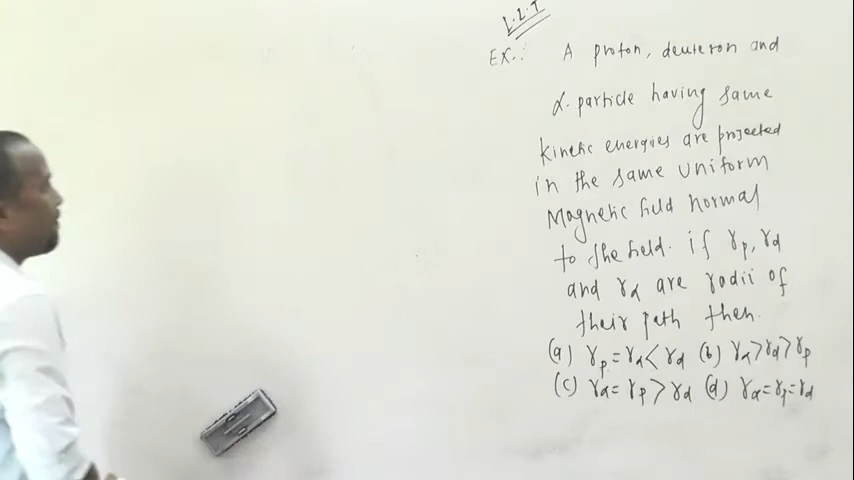 I.I.T
EX.:  A proton, deuteron and
α-particle having same
kinetic energies are projected
in the same uniform
Magnetic field normal
to the field. if γp, γd
and γα are radii of
their path then.
(a) γp = γα < γd (b) γα > γd > γp
(c) γα = γp > γd (d) γα = γp = γd